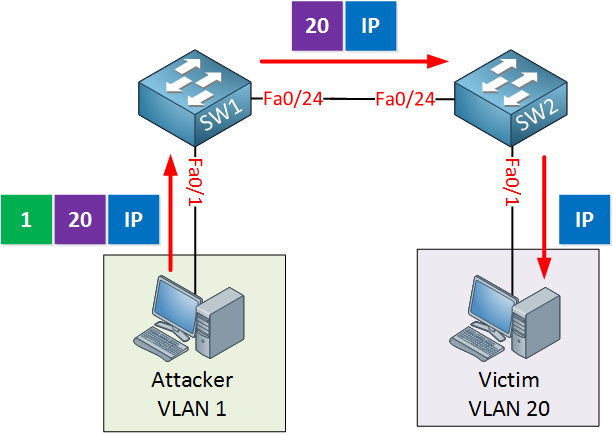 20 IP
SW1
SW2
Fa0/24
Fa0/24
Fa0/1
Fa0/1
1 20 IP
IP
Attacker
VLAN 1
Victim
VLAN 20